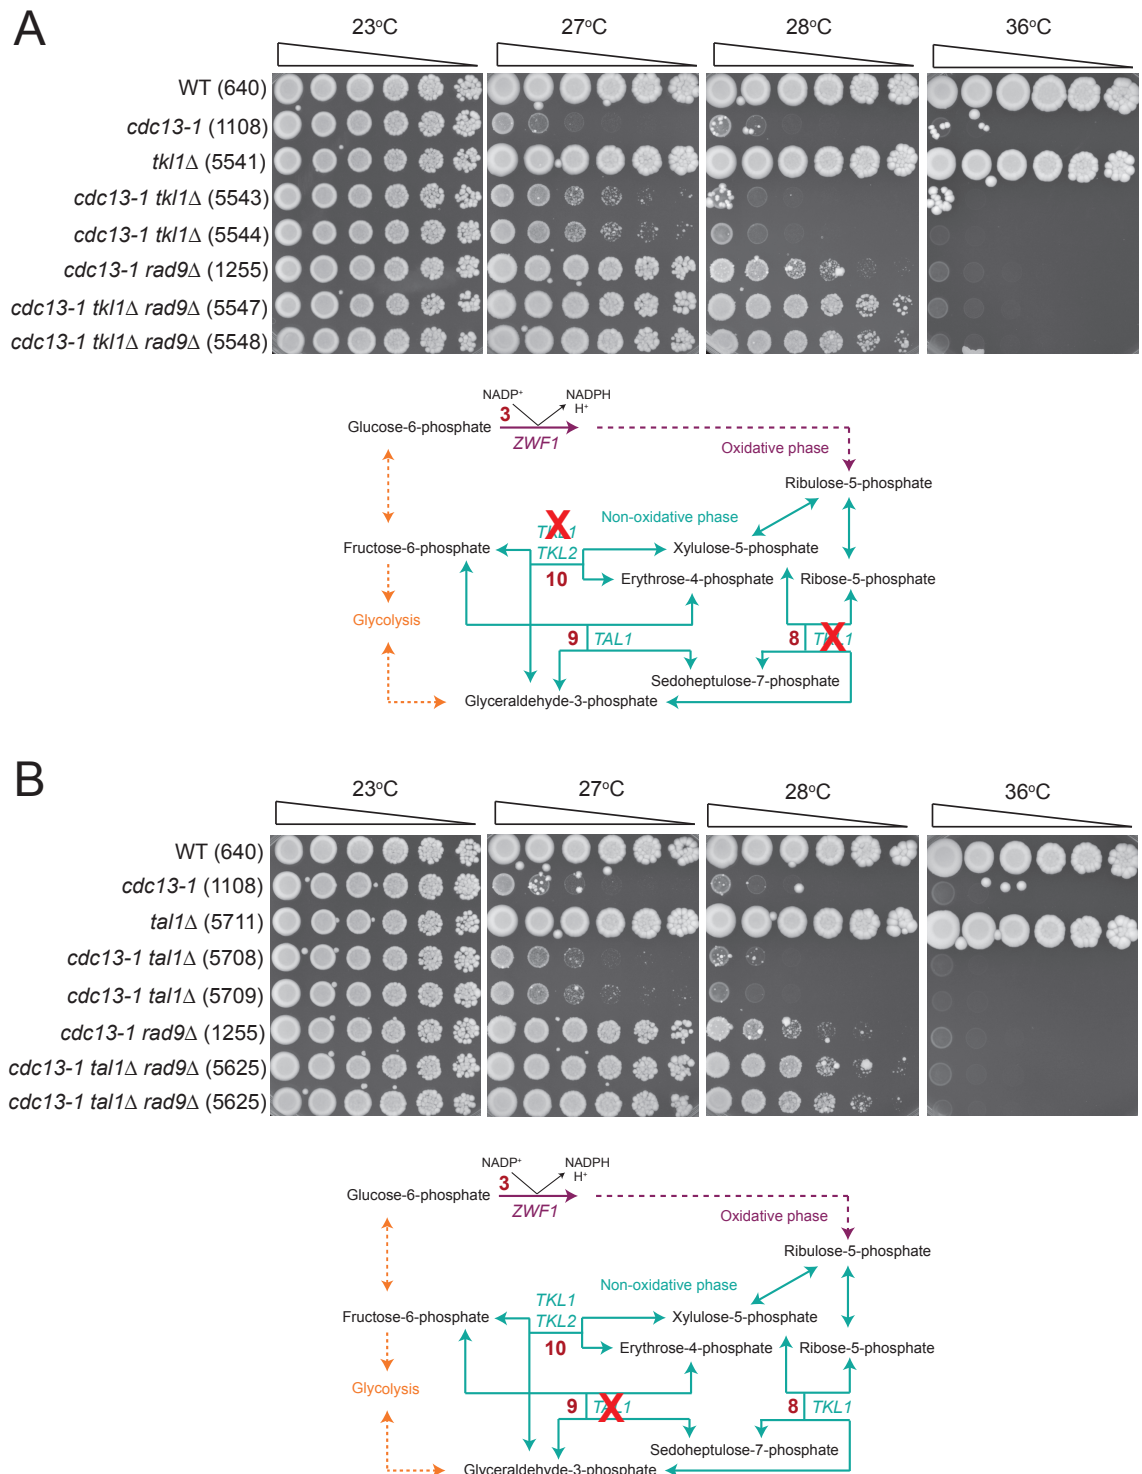 A
23°C 27°C 28°C 36°C
WT (640)
cdc13-1 (1108)
tkl1Δ (5541)
cdc13-1 tkl1Δ (5543)
cdc13-1 tkl1Δ (5544)
cdc13-1 rad9Δ (1255)
cdc13-1 tkl1Δ rad9Δ (5547)
cdc13-1 tkl1Δ rad9Δ (5548)
NADP⁺ NADPH
3 H⁺
Glucose-6-phosphate
ZWF1
Oxidative phase
Ribulose-5-phosphate
Non-oxidative phase
TKL1
Fructose-6-phosphate TKL2 Xylulose-5-phosphate
10 Erythrose-4-phosphate Ribose-5-phosphate
Glycolysis
9 TAL1 8 TKL1
Sedoheptulose-7-phosphate
Glyceraldehyde-3-phosphate
B
23°C 27°C 28°C 36°C
WT (640)
cdc13-1 (1108)
tal1Δ (5711)
cdc13-1 tal1Δ (5708)
cdc13-1 tal1Δ (5709)
cdc13-1 rad9Δ (1255)
cdc13-1 tal1Δ rad9Δ (5625)
cdc13-1 tal1Δ rad9Δ (5625)
NADP⁺ NADPH
3 H⁺
Glucose-6-phosphate
ZWF1
Oxidative phase
Ribulose-5-phosphate
Non-oxidative phase
TKL1
Fructose-6-phosphate TKL2 Xylulose-5-phosphate
10 Erythrose-4-phosphate Ribose-5-phosphate
Glycolysis
9 TAL1 8 TKL1
Sedoheptulose-7-phosphate
Glyceraldehyde-3-phosphate